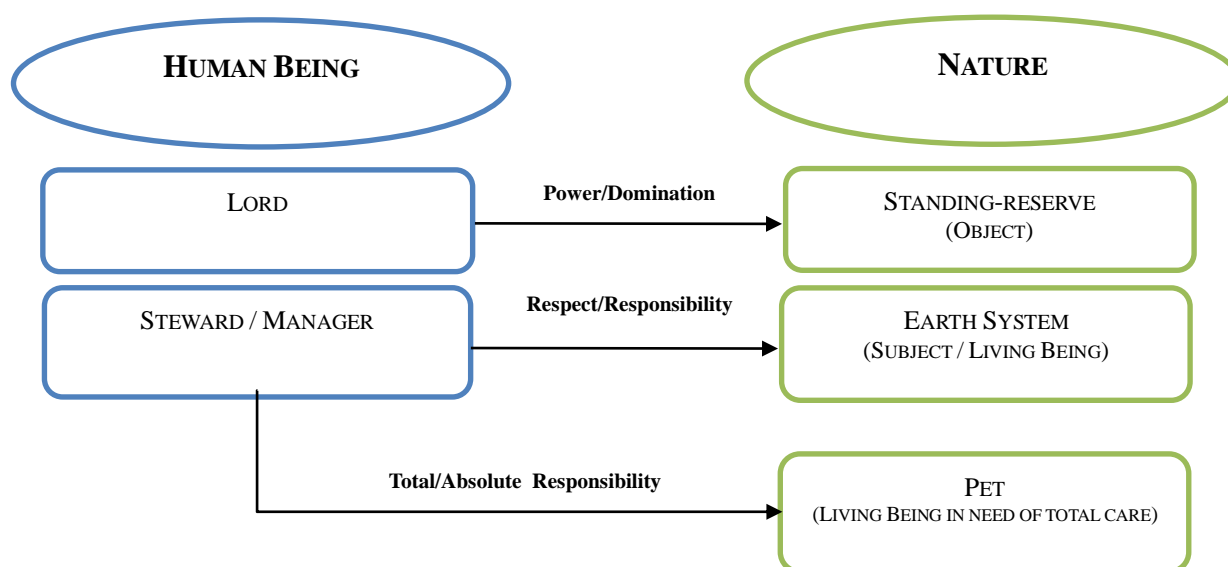 HUMAN BEING
NATURE
LORD
Power/Domination
STANDING-RESERVE
(OBJECT)
STEWARD / MANAGER
Respect/Responsibility
EARTH SYSTEM
(SUBJECT / LIVING BEING)
Total/Absolute Responsibility
PET
(LIVING BEING IN NEED OF TOTAL CARE)